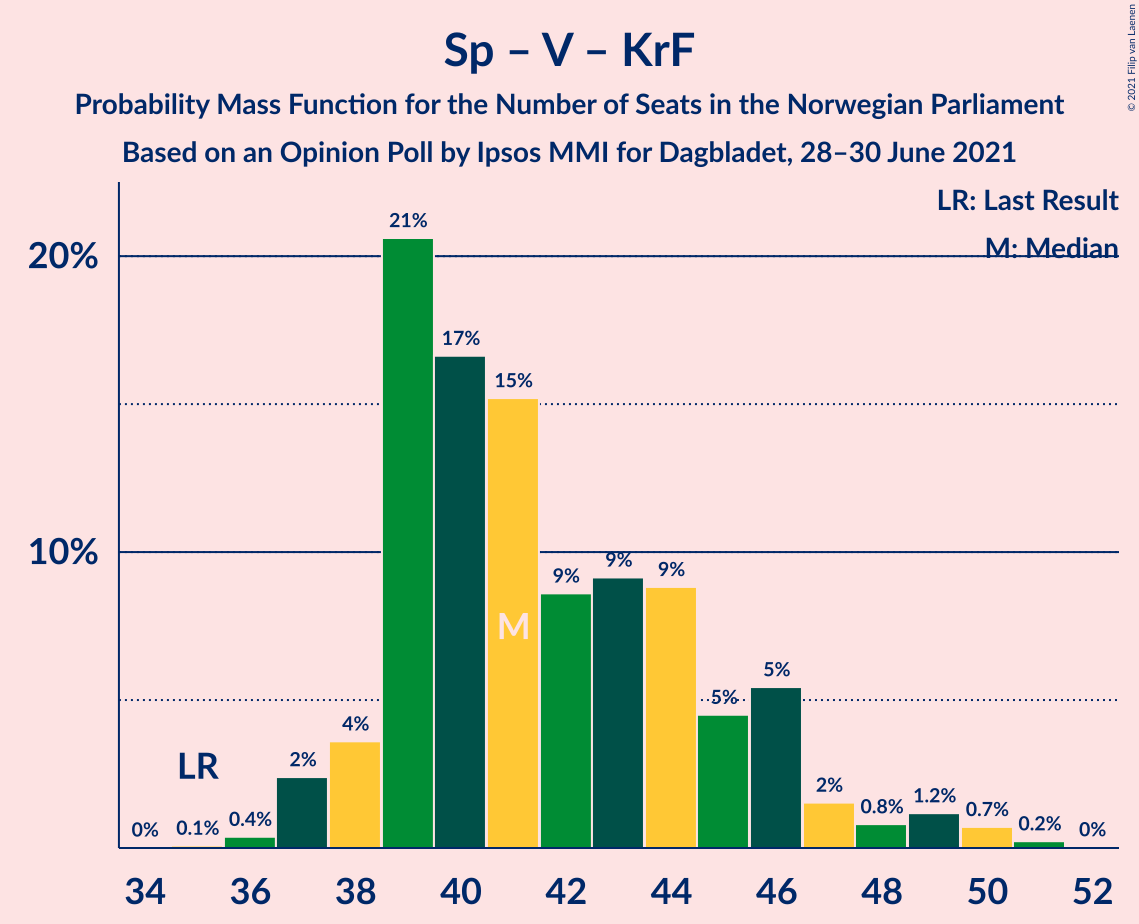 Sp – V – KrF
Probability Mass Function for the Number of Seats in the Norwegian Parliament
Based on an Opinion Poll by Ipsos MMI for Dagbladet, 28–30 June 2021
© 2021 Filip van Laenen
LR: Last Result
M: Median
20%
10%
0%
0.1%
0.4%
2%
4%
21%
17%
15%
9%
9%
9%
5%
5%
2%
0.8%
1.2%
0.7%
0.2%
0%
LR
M
34 36 38 40 42 44 46 48 50 52